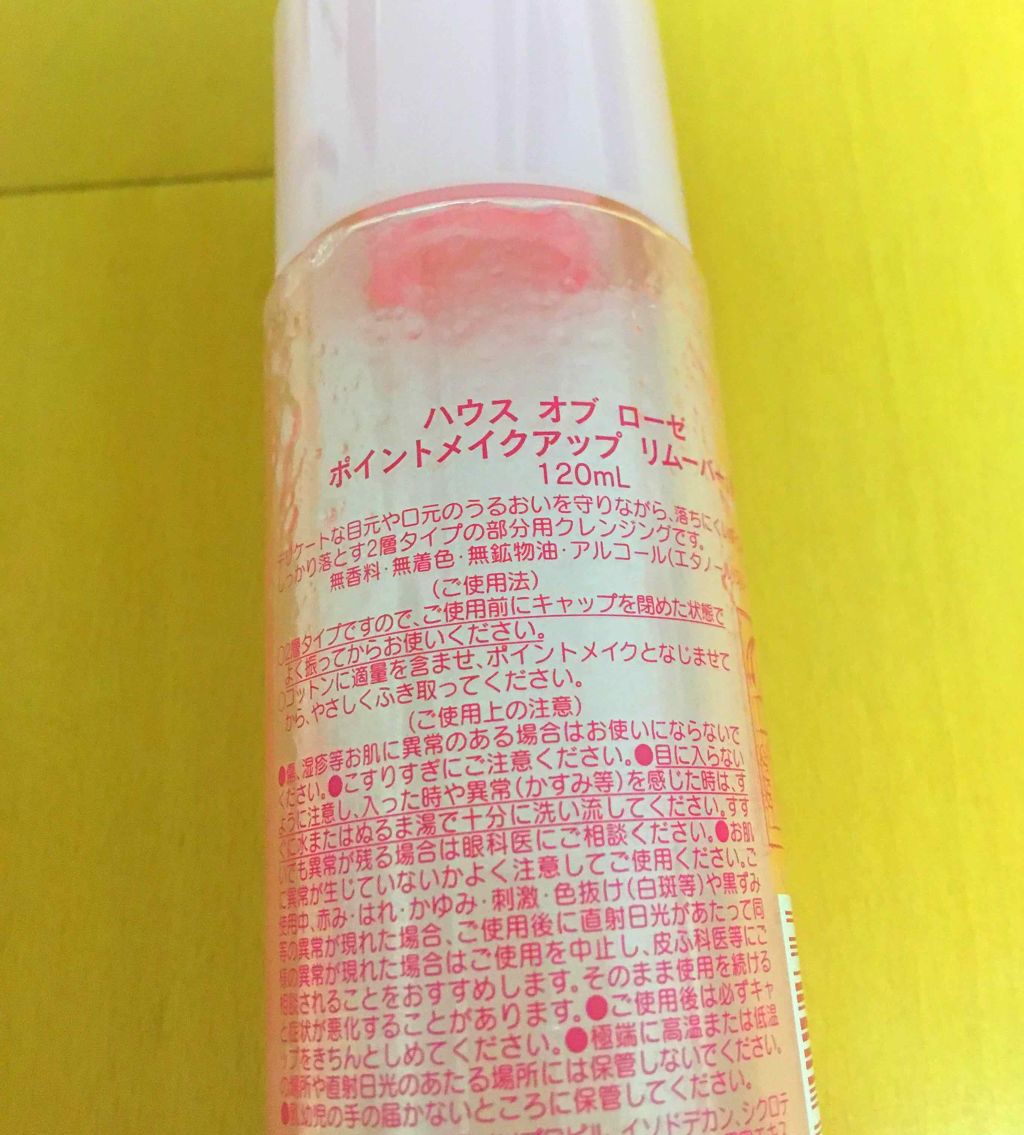 ハウス オブ ローゼ
ポイントメイクアップ リムーバー
120mL
デリケートな目元や口元のうるおいを守りながら、落ちにくい
しっかり落とす2層タイプの部分用クレンジングです。
無香料・無着色・無鉱物油・アルコール(エタノー
(ご使用法)
○2層タイプですので、ご使用前にキャップを閉めた状態で
よく振ってからお使いください。
○コットンに適量を含ませ、ポイントメイクとなじませて
から、やさしくふき取ってください。
(ご使用上の注意)
●傷、湿疹等お肌に異常のある場合はお使いにならないで
ください。●こすりすぎにご注意ください。●目に入らない
ように注意し、入った時や異常(かすみ等)を感じた時は、す
ぐに水またはぬるま湯で十分に洗い流してください。すす
いでも異常が残る場合は眼科医にご相談ください。●お肌
に異常が生じていないかよく注意してご使用ください。ご
使用中、赤み・はれ・かゆみ・刺激・色抜け(白斑等)や黒ずみ
等の異常が現れた場合、ご使用後に直射日光があたって同
様の異常が現れた場合はご使用を中止し、皮ふ科医等にご
相談されることをおすすめします。そのまま使用を続ける
と症状が悪化することがあります。●ご使用後は必ずキャ
ップをきちんとしめてください。●極端に高温または低温
の場所や直射日光のあたる場所には保管しないでください。
●乳幼児の手の届かないところに保管してください。
プロピル、イソドデカン、シクロテ